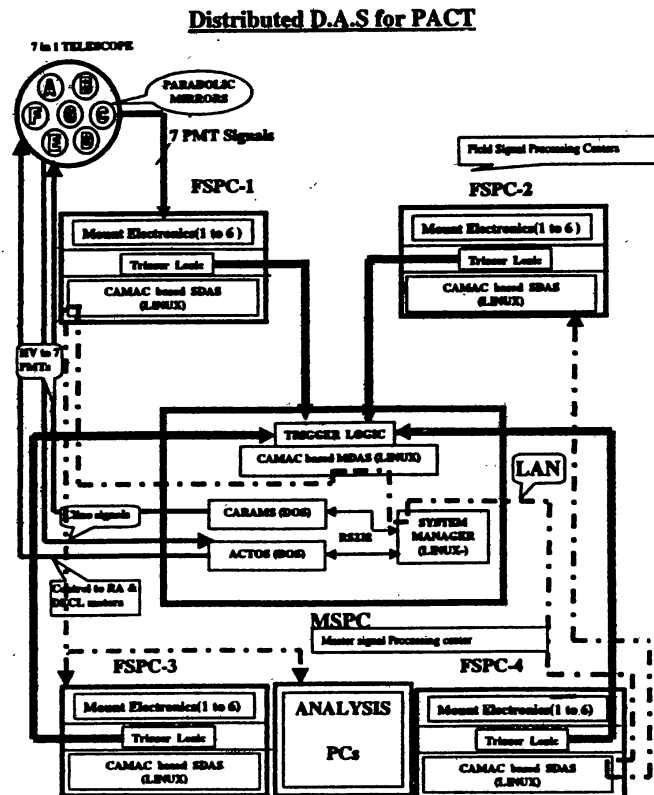 Distributed D.A.S for PACT
7 in 1 TELESCOPE
A B
F G C
E D
PARABOLIC
MIRRORS
7 PMT Signals
Field Signal Processing Centers
FSPC-1
FSPC-2
Mount Electronics(1 to 6 )
Trigger Logic
CAMAC based SDAS
(LINUX)
Mount Electronics (1 to 6)
Trigger Logic
CAMAC based SDAS
(LINUX)
HV to 7
PMTs
TRIGGER LOGIC
CAMAC based MDAS (LINUX)
LAN
signals
CARAMS (DOS)
RS232
SYSTEM
MANAGER
(LINUX-)
ACTOS (DOS)
Control to RA &
DECL motors
MSPC
Master signal Processing center
FSPC-3
FSPC-4
Mount Electronics(1 to 6)
Trigger Logic
CAMAC based SDAS
(LINUX)
ANALYSIS
PCs
Mount Electronics(1 to 6)
Trigger Logic
CAMAC based SDAS
(LINUX)